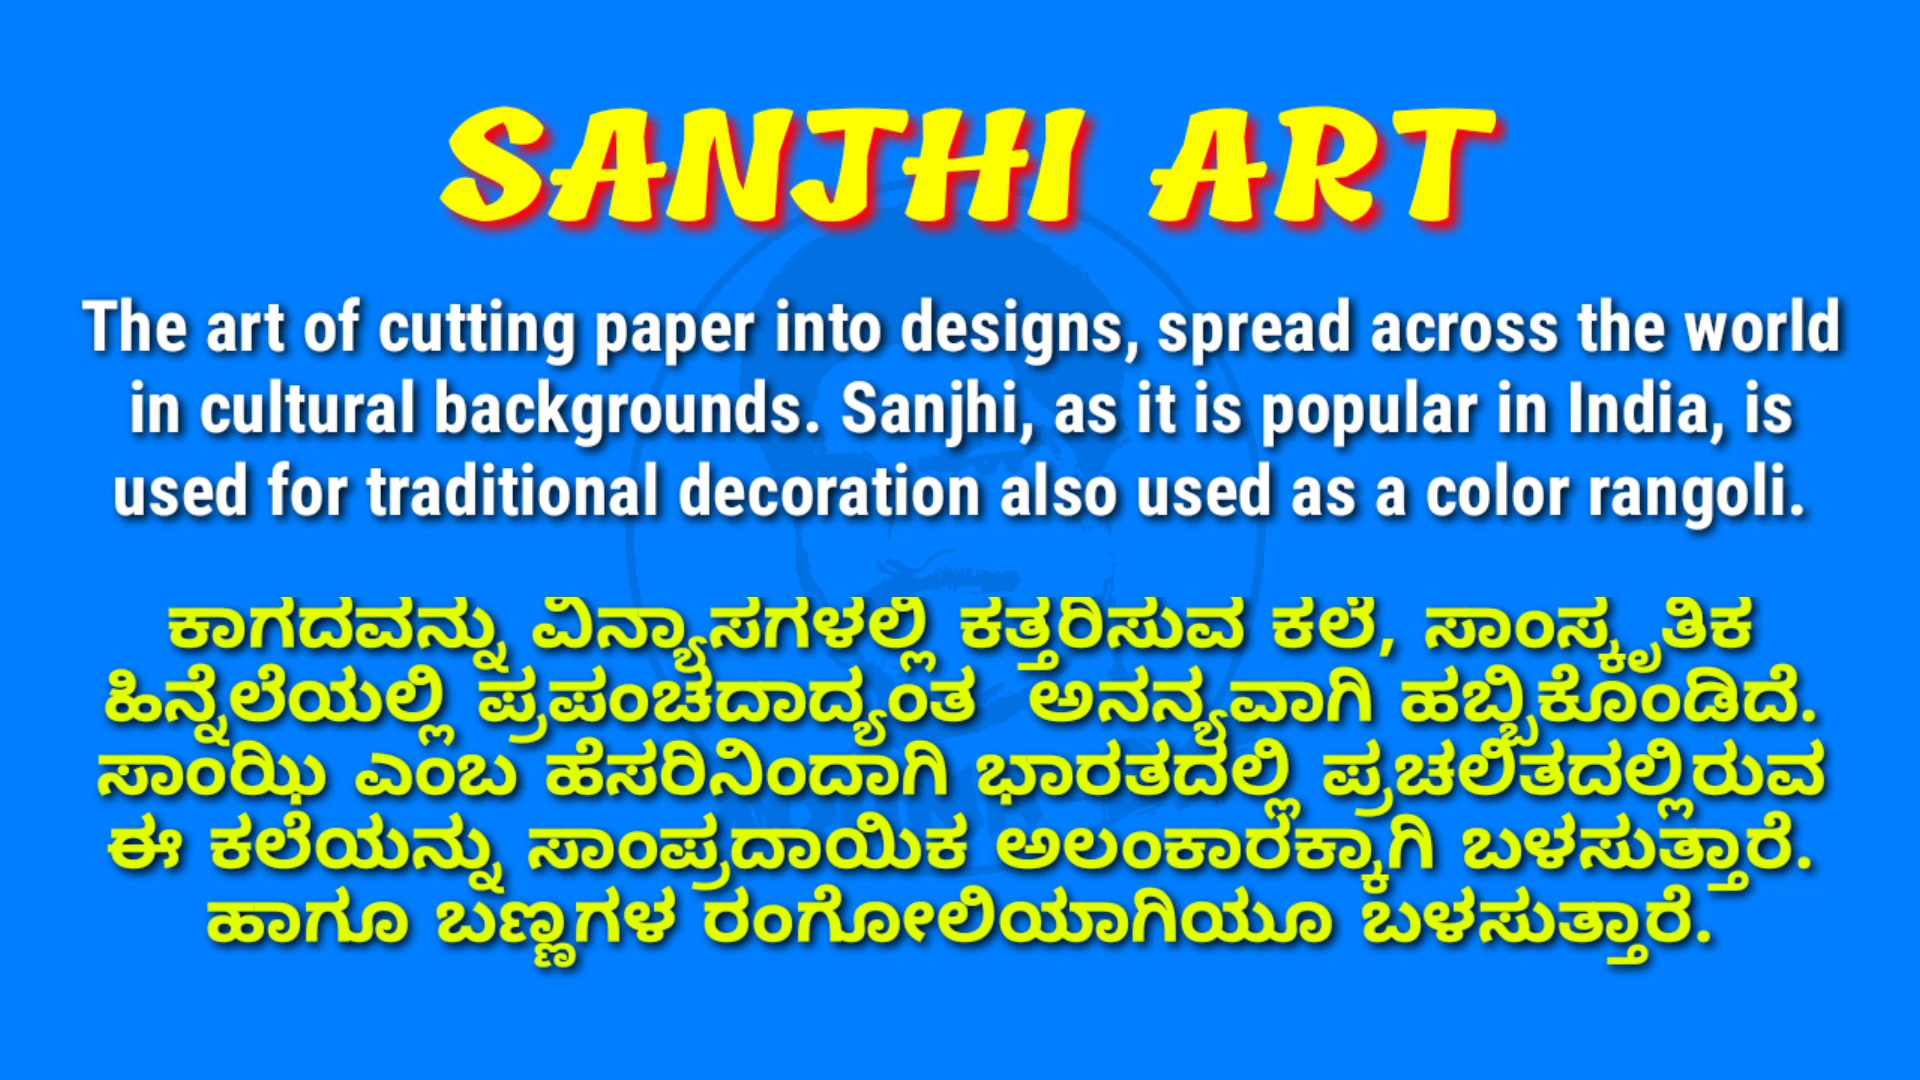 SANJHI ART
The art of cutting paper into designs, spread across the world
in cultural backgrounds. Sanjhi, as it is popular in India, is
used for traditional decoration also used as a color rangoli.
ಕಾಗದವನ್ನು ವಿನ್ಯಾಸಗಳಲ್ಲಿ ಕತ್ತರಿಸುವ ಕಲೆ, ಸಾಂಸ್ಕೃತಿಕ
ಹಿನ್ನೆಲೆಯಲ್ಲಿ ಪ್ರಪಂಚದಾದ್ಯಂತ ಅನನ್ಯವಾಗಿ ಹಬ್ಬಿಕೊಂಡಿದೆ.
ಸಾಂಝಿ ಎಂಬ ಹೆಸರಿನಿಂದಾಗಿ ಭಾರತದಲ್ಲಿ ಪ್ರಚಲಿತದಲ್ಲಿರುವ
ಈ ಕಲೆಯನ್ನು ಸಾಂಪ್ರದಾಯಿಕ ಅಲಂಕಾರಕ್ಕಾಗಿ ಬಳಸುತ್ತಾರೆ.
ಹಾಗೂ ಬಣ್ಣಗಳ ರಂಗೋಲಿಯಾಗಿಯೂ ಬಳಸುತ್ತಾರೆ.